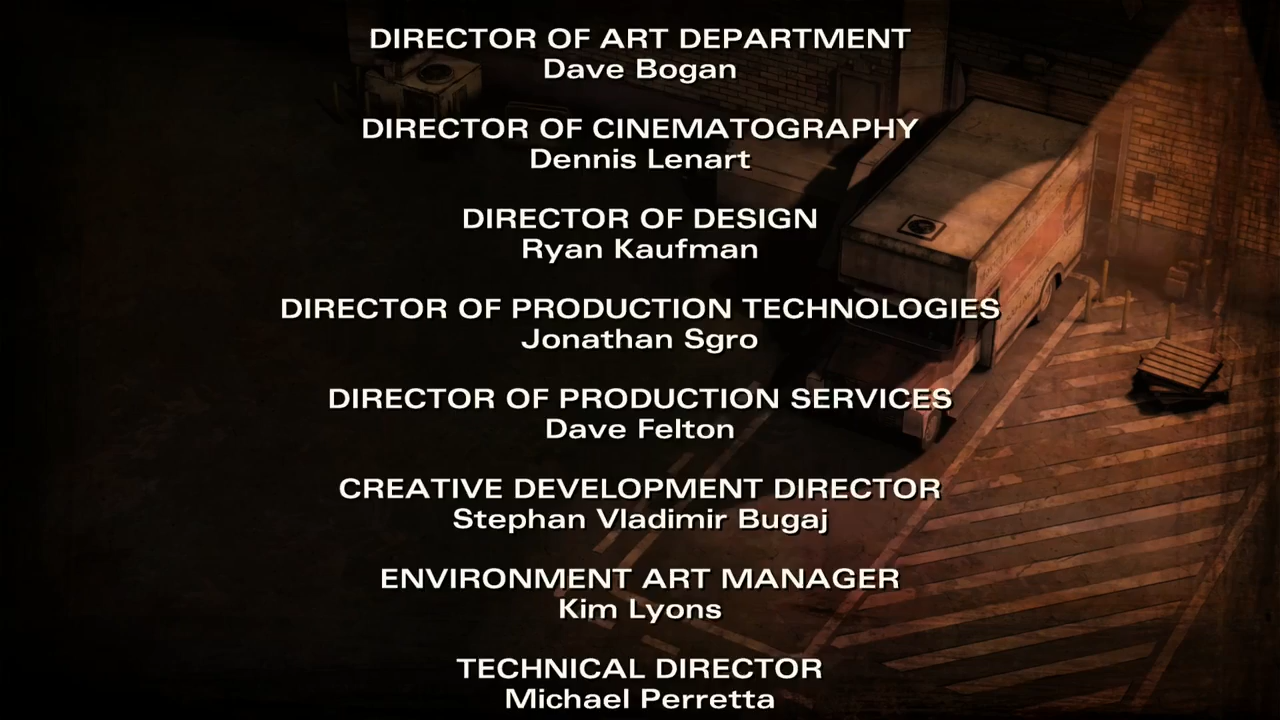 DIRECTOR OF ART DEPARTMENT
Dave Bogan
DIRECTOR OF CINEMATOGRAPHY
Dennis Lenart
DIRECTOR OF DESIGN
Ryan Kaufman
DIRECTOR OF PRODUCTION TECHNOLOGIES
Jonathan Sgro
DIRECTOR OF PRODUCTION SERVICES
Dave Felton
CREATIVE DEVELOPMENT DIRECTOR
Stephan Vladimir Bugaj
ENVIRONMENT ART MANAGER
Kim Lyons
TECHNICAL DIRECTOR
Michael Perretta